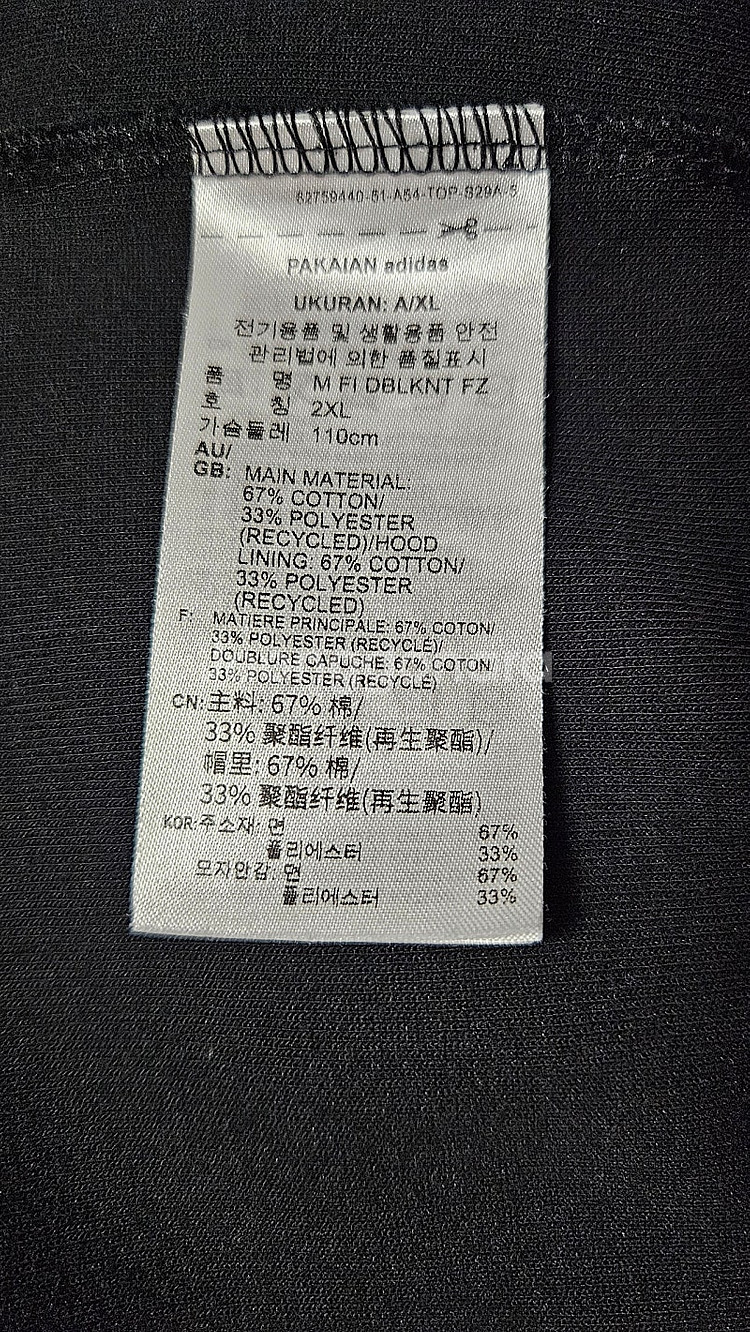 62759440-51-A54-TOP-S29A-5
PAKAIAN adidas
UKURAN: A/XL
전기용품 및 생활용품 안전
관리법에 의한 품질표시
품 명 M FI DBLKNT FZ
호 칭 2XL
가슴둘레 110cm
AU/
GB: MAIN MATERIAL:
67% COTTON/
33% POLYESTER
(RECYCLED)/HOOD
LINING: 67% COTTON/
33% POLYESTER
(RECYCLED)
F: MATIERE PRINCIPALE: 67% COTON/
33% POLYESTER (RECYCLÉ)/
DOUBLURE CAPUCHE: 67% COTON/
33% POLYESTER (RECYCLÉ)
CN: 主料: 67% 棉/
33% 聚酯纤维(再生聚酯)/
帽里: 67% 棉/
33% 聚酯纤维(再生聚酯)
KOR: 주소재: 면 67%
폴리에스터 33%
모자안감: 면 67%
폴리에스터 33%